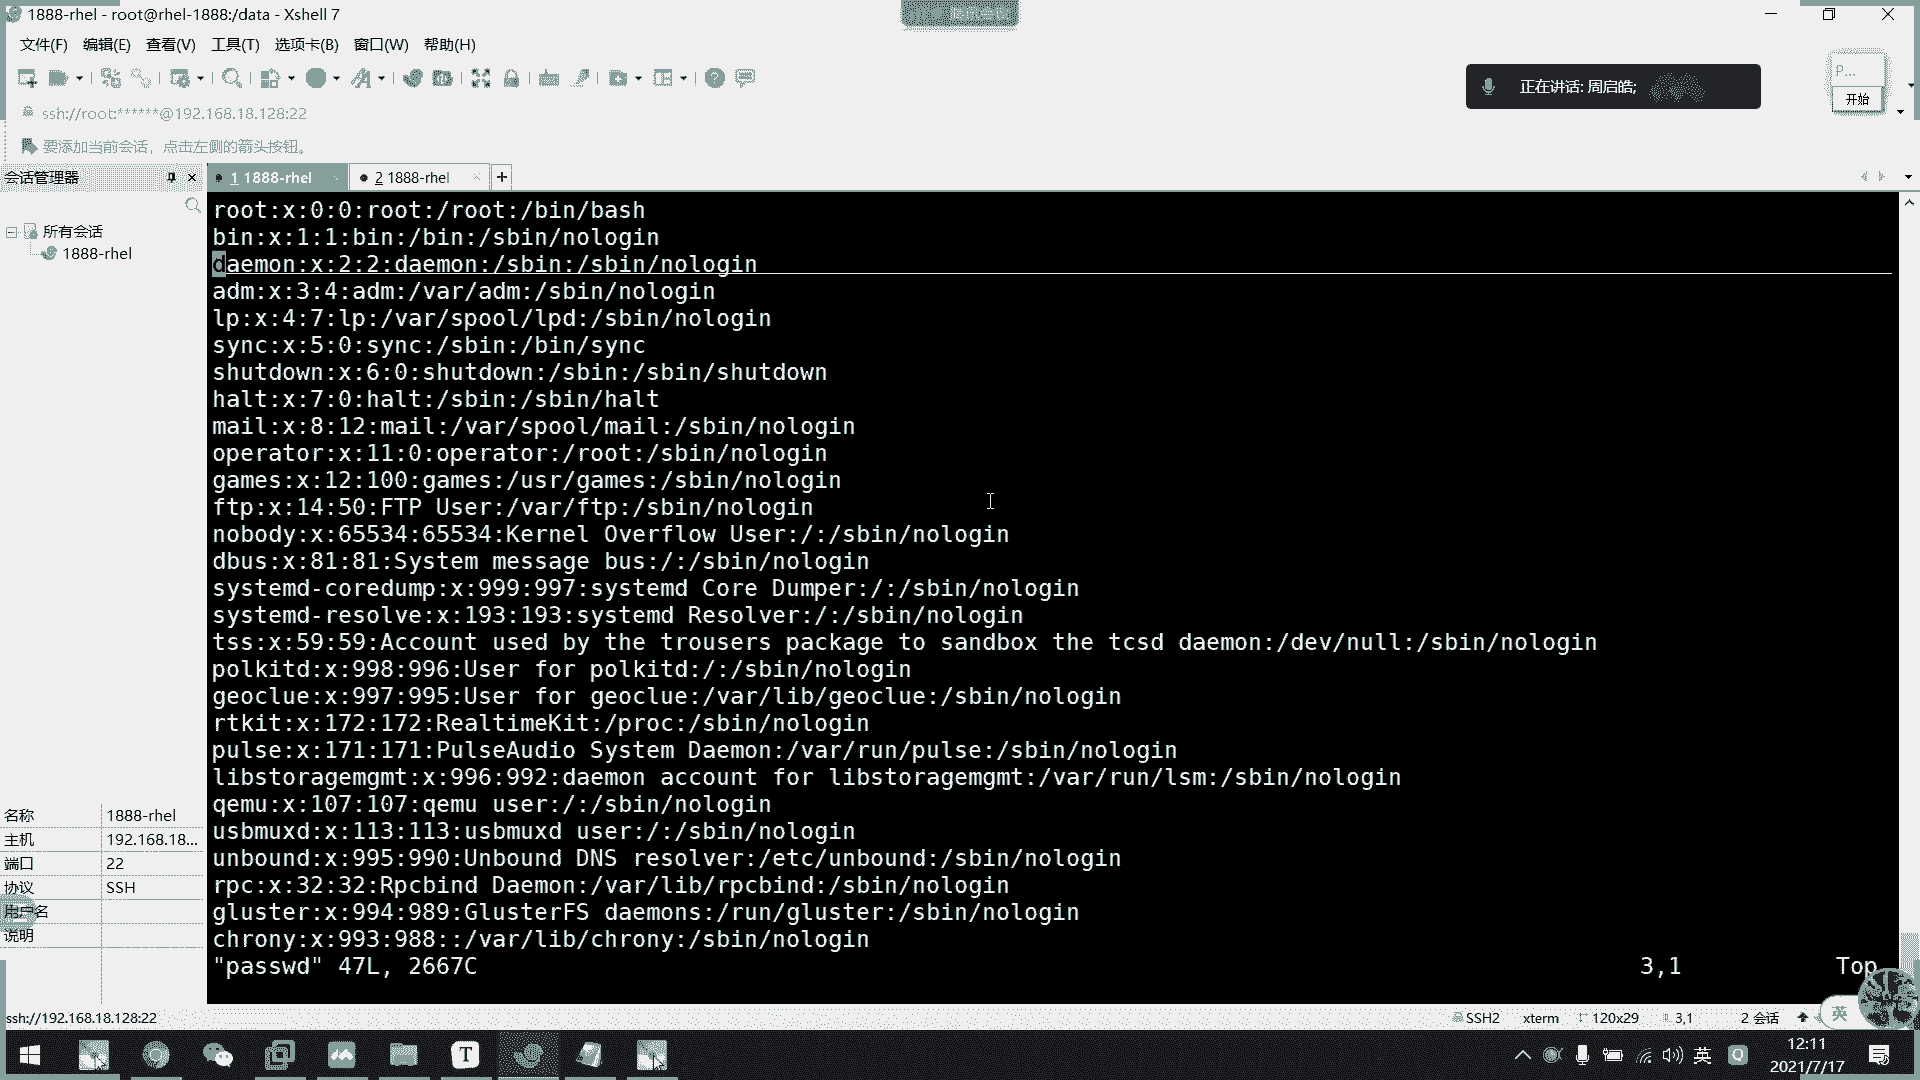 1888-rhel - root@rhel-1888:/data - Xshell 7
文件(F) 编辑(E) 查看(V) 工具(T) 选项卡(B) 窗口(W) 帮助(H)
正在讲话: 周启皓;
P...
开始
ssh://root:******@192.168.18.128:22
要添加当前会话，点击左侧的箭头按钮。
会话管理器
1 1888-rhel
2 1888-rhel
所有会话
1888-rhel
root:x:0:0:root:/root:/bin/bash
bin:x:1:1:bin:/bin:/sbin/nologin
daemon:x:2:2:daemon:/sbin:/sbin/nologin
adm:x:3:4:adm:/var/adm:/sbin/nologin
lp:x:4:7:lp:/var/spool/lpd:/sbin/nologin
sync:x:5:0:sync:/sbin:/bin/sync
shutdown:x:6:0:shutdown:/sbin:/sbin/shutdown
halt:x:7:0:halt:/sbin:/sbin/halt
mail:x:8:12:mail:/var/spool/mail:/sbin/nologin
operator:x:11:0:operator:/root:/sbin/nologin
games:x:12:100:games:/usr/games:/sbin/nologin
ftp:x:14:50:FTP User:/var/ftp:/sbin/nologin
nobody:x:65534:65534:Kernel Overflow User:/:/sbin/nologin
dbus:x:81:81:System message bus:/:/sbin/nologin
systemd-coredump:x:999:997:systemd Core Dumper:/:/sbin/nologin
systemd-resolve:x:193:193:systemd Resolver:/:/sbin/nologin
tss:x:59:59:Account used by the trousers package to sandbox the tcsd daemon:/dev/null:/sbin/nologin
polkitd:x:998:996:User for polkitd:/:/sbin/nologin
geoclue:x:997:995:User for geoclue:/var/lib/geoclue:/sbin/nologin
rtkit:x:172:172:RealtimeKit:/proc:/sbin/nologin
pulse:x:171:171:PulseAudio System Daemon:/var/run/pulse:/sbin/nologin
libstoragemgmt:x:996:992:daemon account for libstoragemgmt:/var/run/lsm:/sbin/nologin
qemu:x:107:107:qemu user:/:/sbin/nologin
usbmuxd:x:113:113:usbmuxd user:/:/sbin/nologin
unbound:x:995:990:Unbound DNS resolver:/etc/unbound:/sbin/nologin
rpc:x:32:32:Rpcbind Daemon:/var/lib/rpcbind:/sbin/nologin
gluster:x:994:989:GlusterFS daemons:/run/gluster:/sbin/nologin
chrony:x:993:988::/var/lib/chrony:/sbin/nologin
"passwd" 47L, 2667C 3,1 Top
名称 1888-rhel
主机 192.168.18...
端口 22
协议 SSH
用户名
说明
ssh://192.168.18.128:22 SSH2 xterm 120x29 3,1 2 会话
英
T
英
12:11
2021/7/17